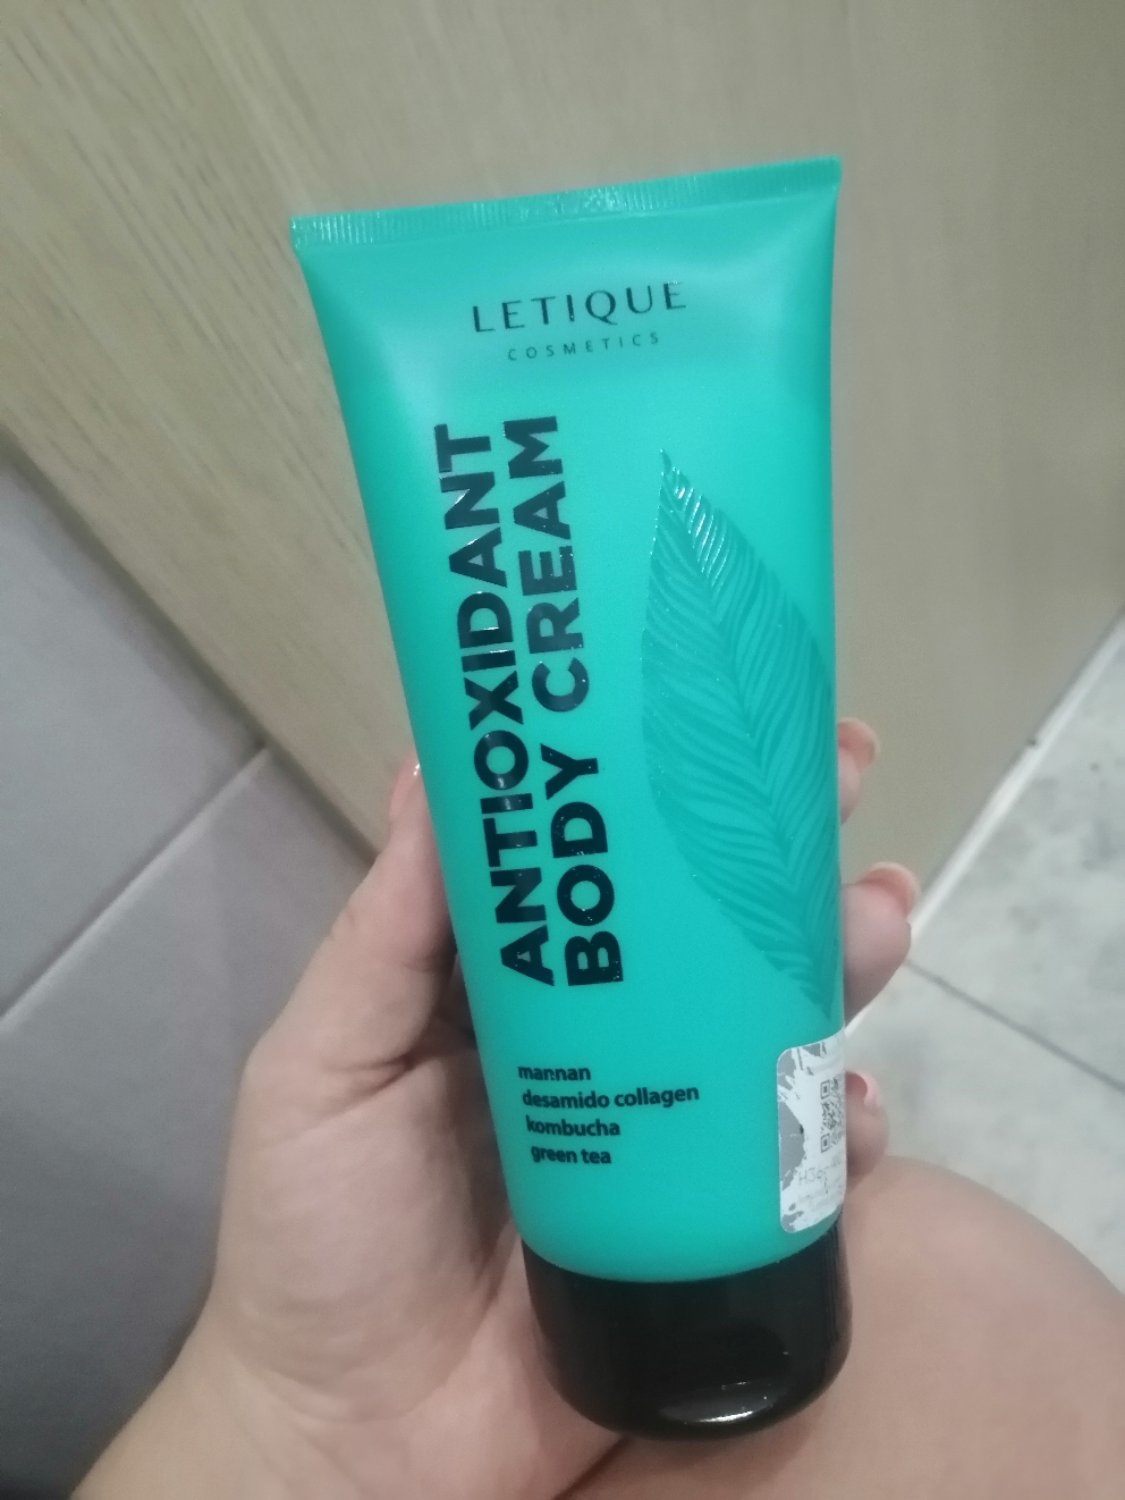 LETIQUE
COSMETICS
ANTIOXIDANT
BODY CREAM
mannan
desamido collagen
kombucha
green tea